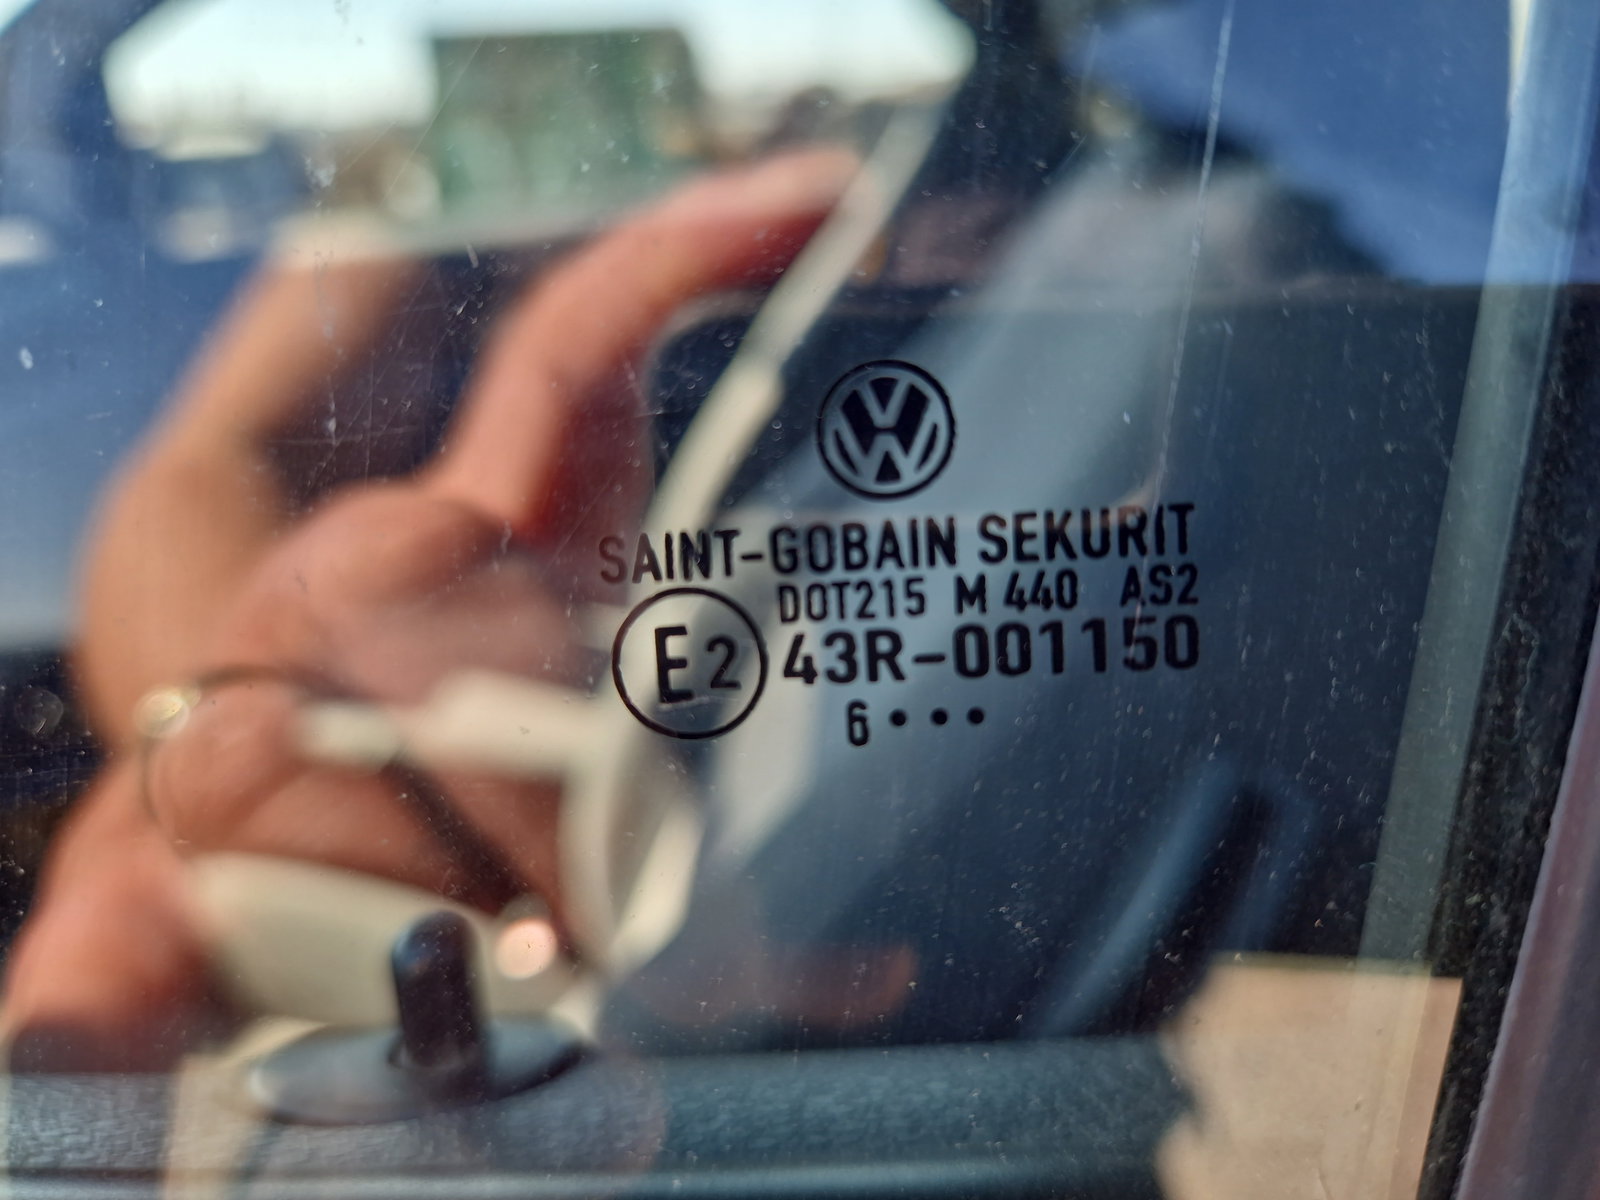 SAINT-GOBAIN SEKURIT
DOT215 M 440 AS2
E2 43R-001150
6•••